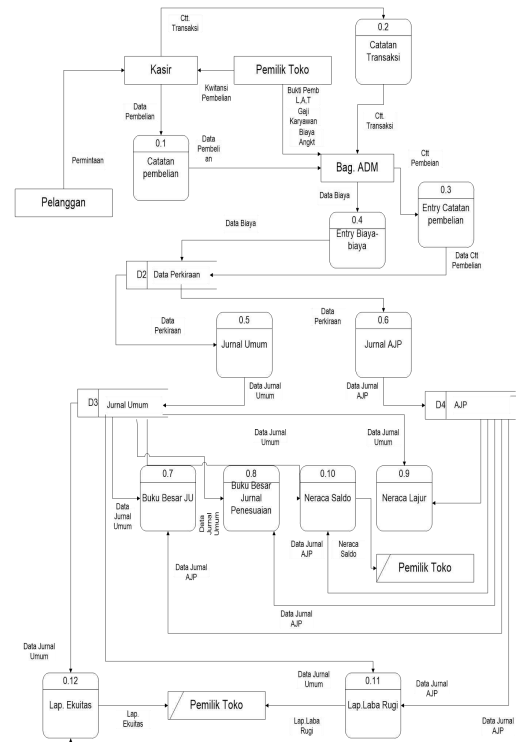 Ctt.
Transaksi
0.2
Catatan
Transaksi
Kasir
Pemilik Toko
Kwitansi
Pembelian
Bukti Pemb
L.A.T
Gaji
Karyawan
Biaya
Angkt
Data
Pembelian
Ctt.
Transaksi
0.1
Catatan
pembelian
Data
Pembeli
an
Permintaan
Bag. ADM
Ctt
Pembeian
Pelanggan
Data Biaya
0.3
Entry Catatan
pembelian
0.4
Entry Biaya-
biaya
Data Biaya
Data Ctt
Pembelian
D2
Data Perkiraan
Data
Perkiraan
0.5
Jurnal Umum
Data
Perkiraan
0.6
Jurnal AJP
Data Jurnal
Umum
Data Jurnal
AJP
D3
Jurnal Umum
D4
AJP
Data Jurnal
Umum
Data Jurnal
Umum
0.7
Buku Besar JU
0.8
Buku Besar
Jurnal
Penesuaian
0.10
Neraca Saldo
0.9
Neraca Lajur
Data
Jurnal
Umum
Data
Jurnal
Umum
Data Jurnal
AJP
Neraca
Saldo
Data Jurnal
AJP
Pemilik Toko
Data Jurnal
AJP
Data Jurnal
Umum
0.12
Lap. Ekuitas
Lap.
Ekuitas
Pemilik Toko
Data Jurnal
Umum
Lap.Laba
Rugi
0.11
Lap.Laba Rugi
Data Jurnal
AJP
Data Jurnal
AJP